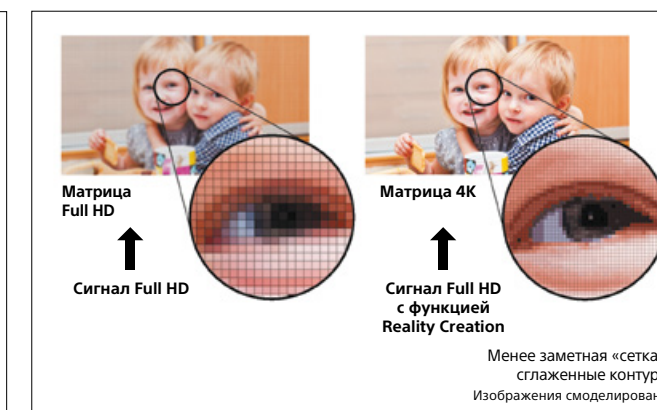 Матрица
Full HD
Сигнал Full HD
Матрица 4K
Сигнал Full HD
с функцией
Reality Creation
Менее заметная «сетка
сглаженные контур
Изображения смоделирован